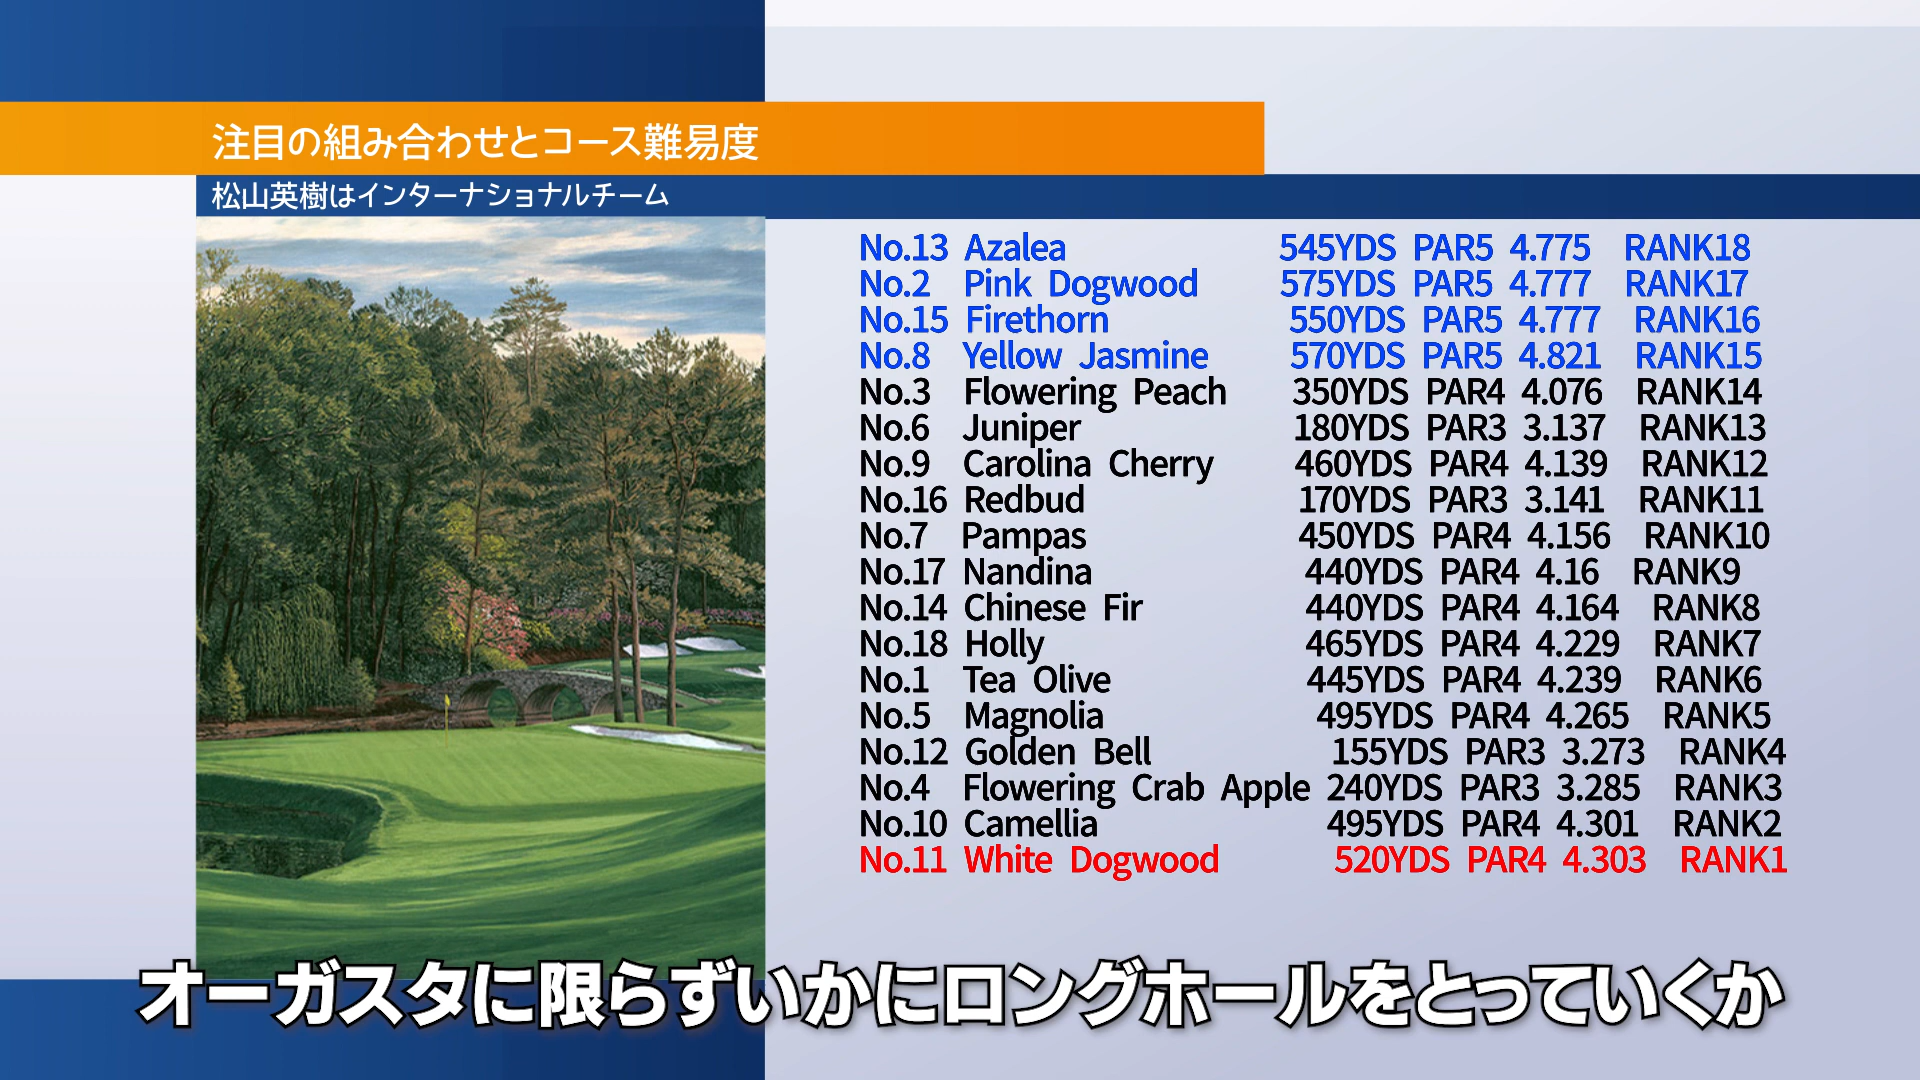 注目の組み合わせとコース難易度
松山英樹はインターナショナルチーム
No.13 Azalea 545YDS PAR5 4.775 RANK18
No.2 Pink Dogwood 575YDS PAR5 4.777 RANK17
No.15 Firethorn 550YDS PAR5 4.777 RANK16
No.8 Yellow Jasmine 570YDS PAR5 4.821 RANK15
No.3 Flowering Peach 350YDS PAR4 4.076 RANK14
No.6 Juniper 180YDS PAR3 3.137 RANK13
No.9 Carolina Cherry 460YDS PAR4 4.139 RANK12
No.16 Redbud 170YDS PAR3 3.141 RANK11
No.7 Pampas 450YDS PAR4 4.156 RANK10
No.17 Nandina 440YDS PAR4 4.16 RANK9
No.14 Chinese Fir 440YDS PAR4 4.164 RANK8
No.18 Holly 465YDS PAR4 4.229 RANK7
No.1 Tea Olive 445YDS PAR4 4.239 RANK6
No.5 Magnolia 495YDS PAR4 4.265 RANK5
No.12 Golden Bell 155YDS PAR3 3.273 RANK4
No.4 Flowering Crab Apple 240YDS PAR3 3.285 RANK3
No.10 Camellia 495YDS PAR4 4.301 RANK2
No.11 White Dogwood 520YDS PAR4 4.303 RANK1
オーガスタに限らずいかにロングホールをとっていくか